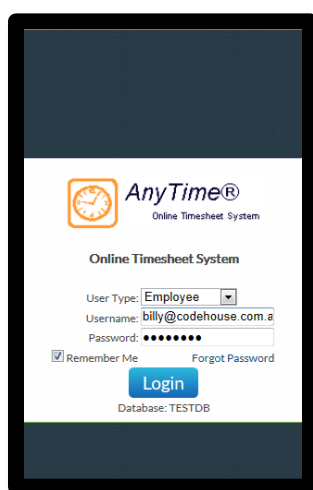 AnyTime®
Online Timesheet System
Online Timesheet System
User Type: Employee
Username: billy@codehouse.com.a
Password: ●●●●●●●●
Remember Me Forgot Password
Login
Database: TESTDB